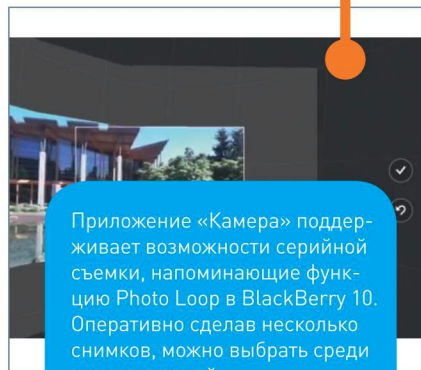 Приложение «Камера» поддер-
живает возможности серийной
съемки, напоминающие функ-
цию Photo Loop в BlackBerry 10.
Оперативно сделав несколько
снимков, можно выбрать среди